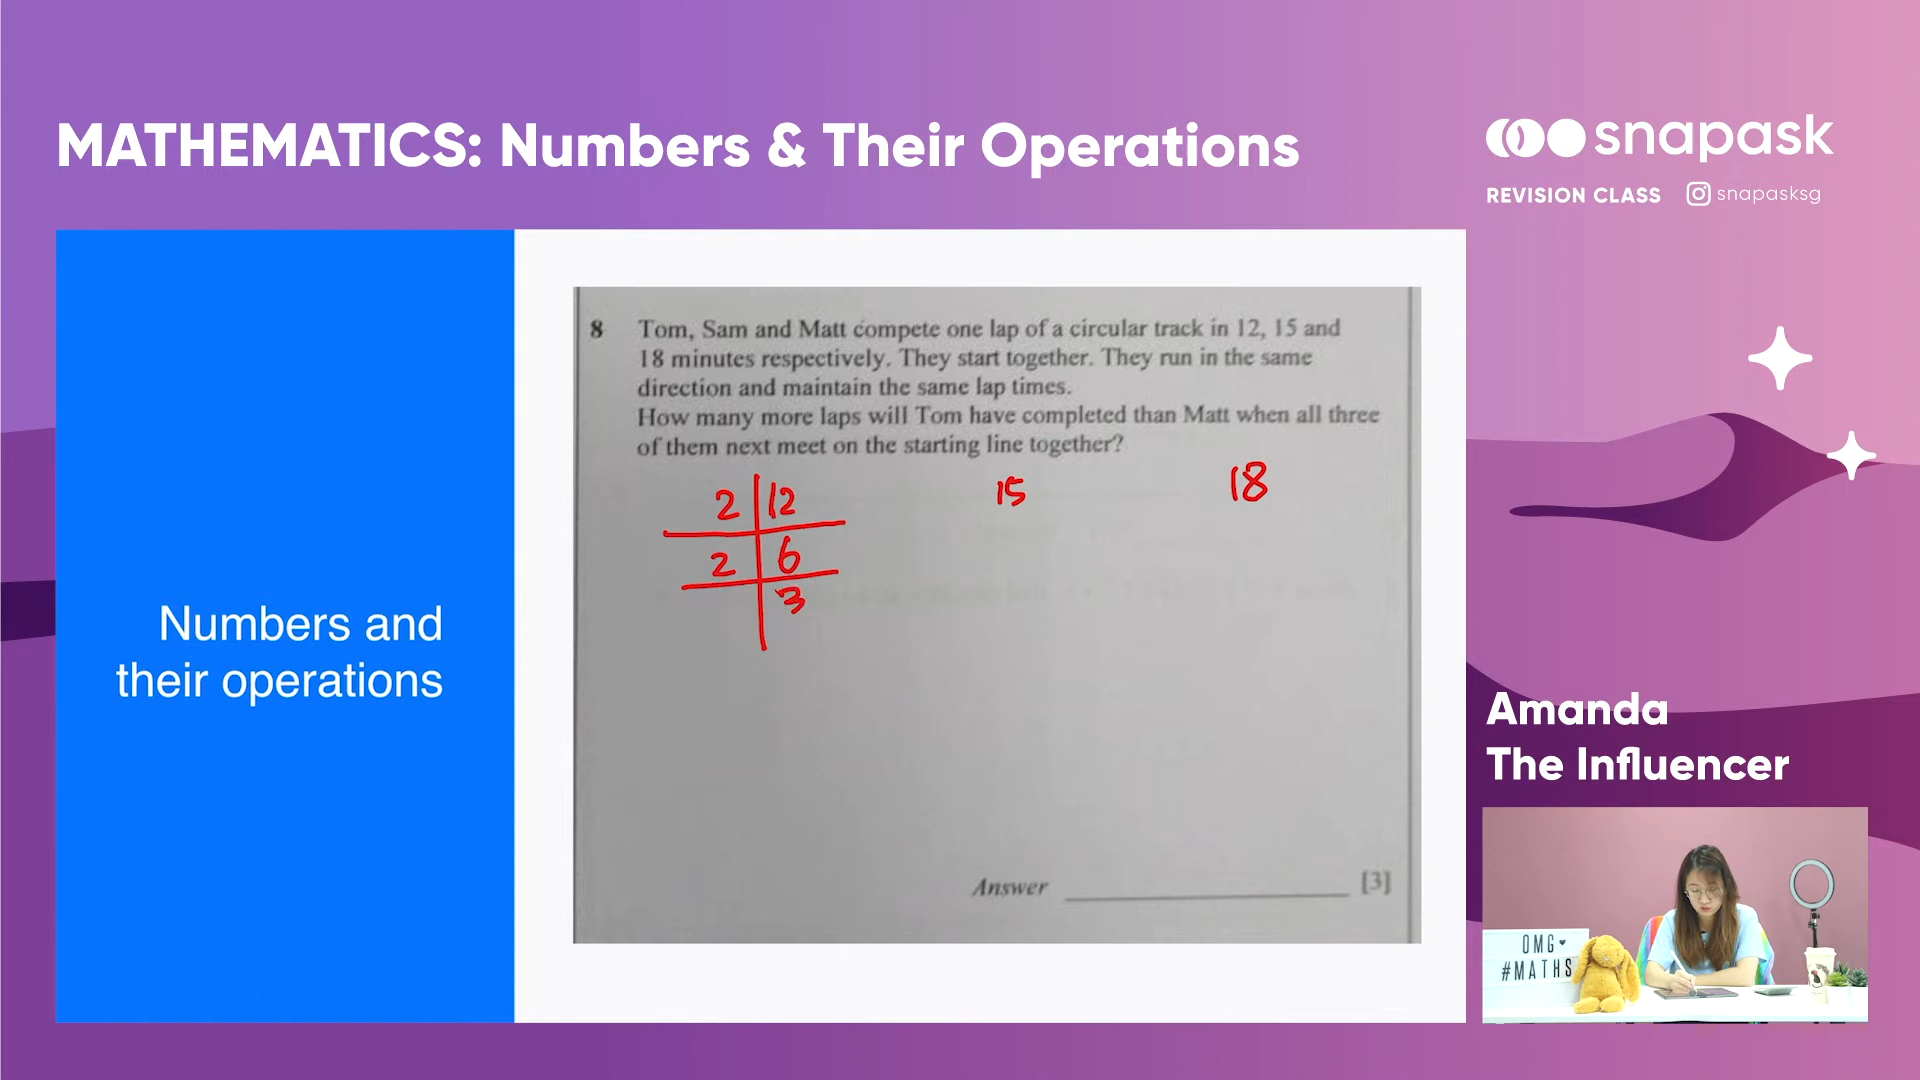 MATHEMATICS: Numbers & Their Operations
snapask
REVISION CLASS snapasksg
Numbers and
their operations
8 Tom, Sam and Matt compete one lap of a circular track in 12, 15 and
18 minutes respectively. They start together. They run in the same
direction and maintain the same lap times.
How many more laps will Tom have completed than Matt when all three
of them next meet on the starting line together?
2 12 15 18
2 6
3
Answer [3]
Amanda
The Influencer
OMG
#MATHS